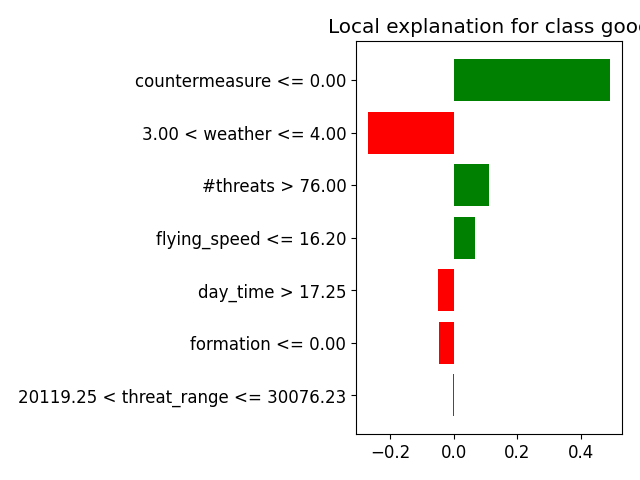 Local explanation for class goo
countermeasure <= 0.00
3.00 < weather <= 4.00
#threats > 76.00
flying_speed <= 16.20
day_time > 17.25
formation <= 0.00
20119.25 < threat_range <= 30076.23
−0.2 0.0 0.2 0.4